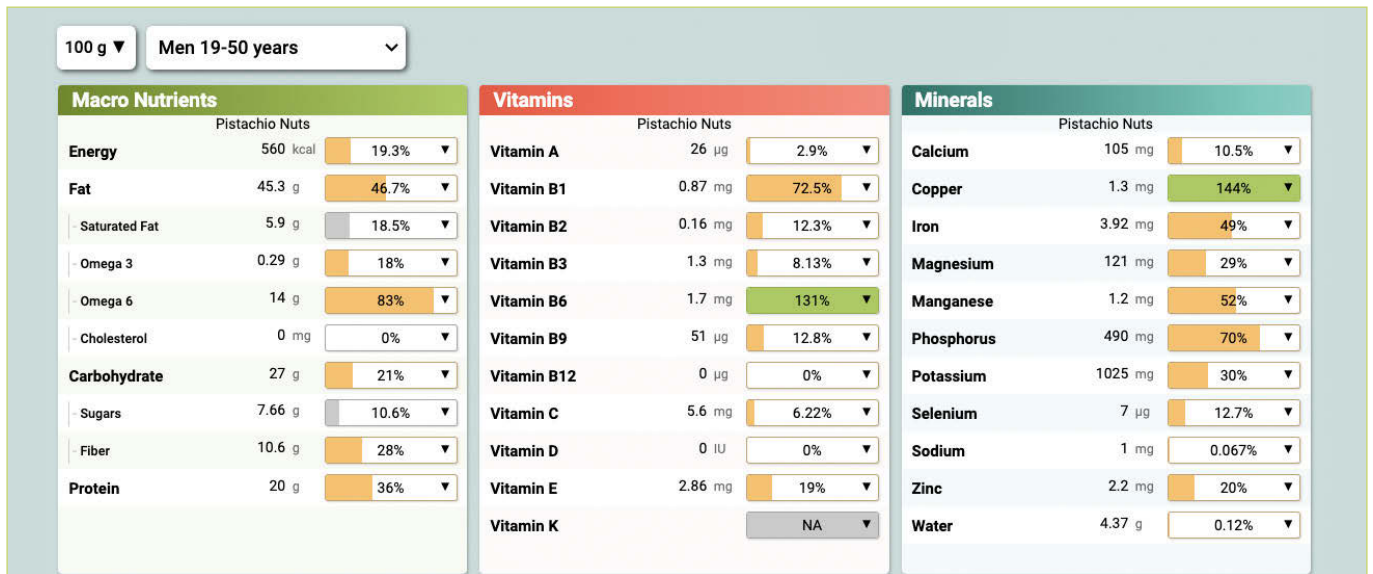 100 g ▼ Men 19-50 years
Macro Nutrients
Pistachio Nuts
Energy 560 kcal 19.3% ▼
Fat 45.3 g 46.7% ▼
- Saturated Fat 5.9 g 18.5% ▼
- Omega 3 0.29 g 18% ▼
- Omega 6 14 g 83% ▼
- Cholesterol 0 mg 0% ▼
Carbohydrate 27 g 21% ▼
- Sugars 7.66 g 10.6% ▼
- Fiber 10.6 g 28% ▼
Protein 20 g 36% ▼
Vitamins
Pistachio Nuts
Vitamin A 26 µg 2.9% ▼
Vitamin B1 0.87 mg 72.5% ▼
Vitamin B2 0.16 mg 12.3% ▼
Vitamin B3 1.3 mg 8.13% ▼
Vitamin B6 1.7 mg 131% ▼
Vitamin B9 51 µg 12.8% ▼
Vitamin B12 0 µg 0% ▼
Vitamin C 5.6 mg 6.22% ▼
Vitamin D 0 IU 0% ▼
Vitamin E 2.86 mg 19% ▼
Vitamin K NA ▼
Minerals
Pistachio Nuts
Calcium 105 mg 10.5% ▼
Copper 1.3 mg 144% ▼
Iron 3.92 mg 49% ▼
Magnesium 121 mg 29% ▼
Manganese 1.2 mg 52% ▼
Phosphorus 490 mg 70% ▼
Potassium 1025 mg 30% ▼
Selenium 7 µg 12.7% ▼
Sodium 1 mg 0.067% ▼
Zinc 2.2 mg 20% ▼
Water 4.37 g 0.12% ▼